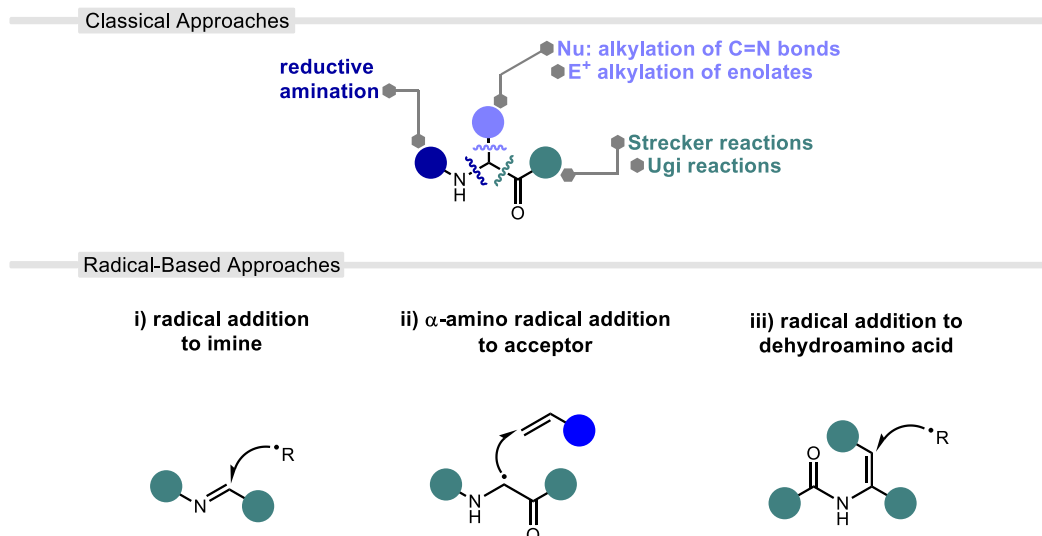 Classical Approaches
Nu: alkylation of C=N bonds
E+ alkylation of enolates
reductive
amination
Strecker reactions
Ugi reactions
N
H
O
Radical-Based Approaches
i) radical addition
to imine
ii) α-amino radical addition
to acceptor
iii) radical addition to
dehydroamino acid
·R
N
N
H
O
O
N
H
·R